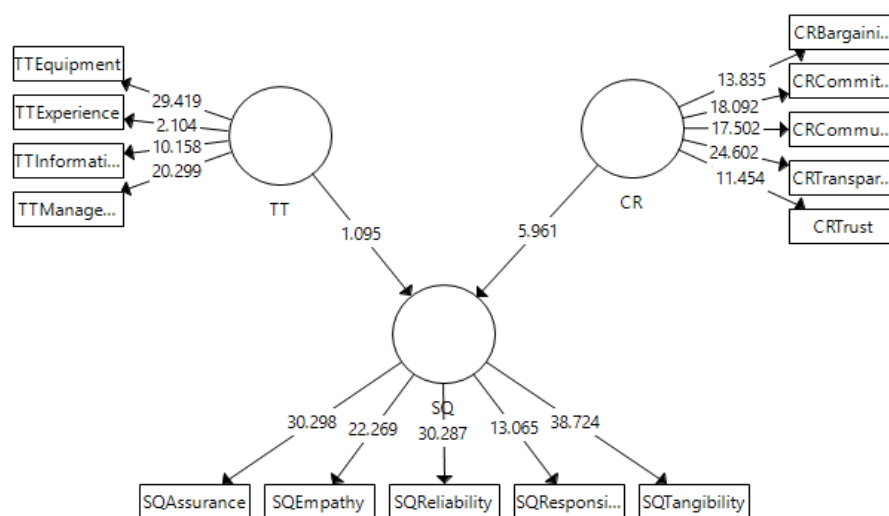 TTEquipment
TTExperience
TTInformati...
TTManage...
29.419
2.104
10.158
20.299
TT
CRBargaini...
CRCommit...
CRCommu...
CRTranspar...
CRTrust
13.835
18.092
17.502
24.602
11.454
CR
1.095
5.961
SQ
30.298
22.269
30.287
13.065
38.724
SQAssurance
SQEmpathy
SQReliability
SQResponsi...
SQTangibility